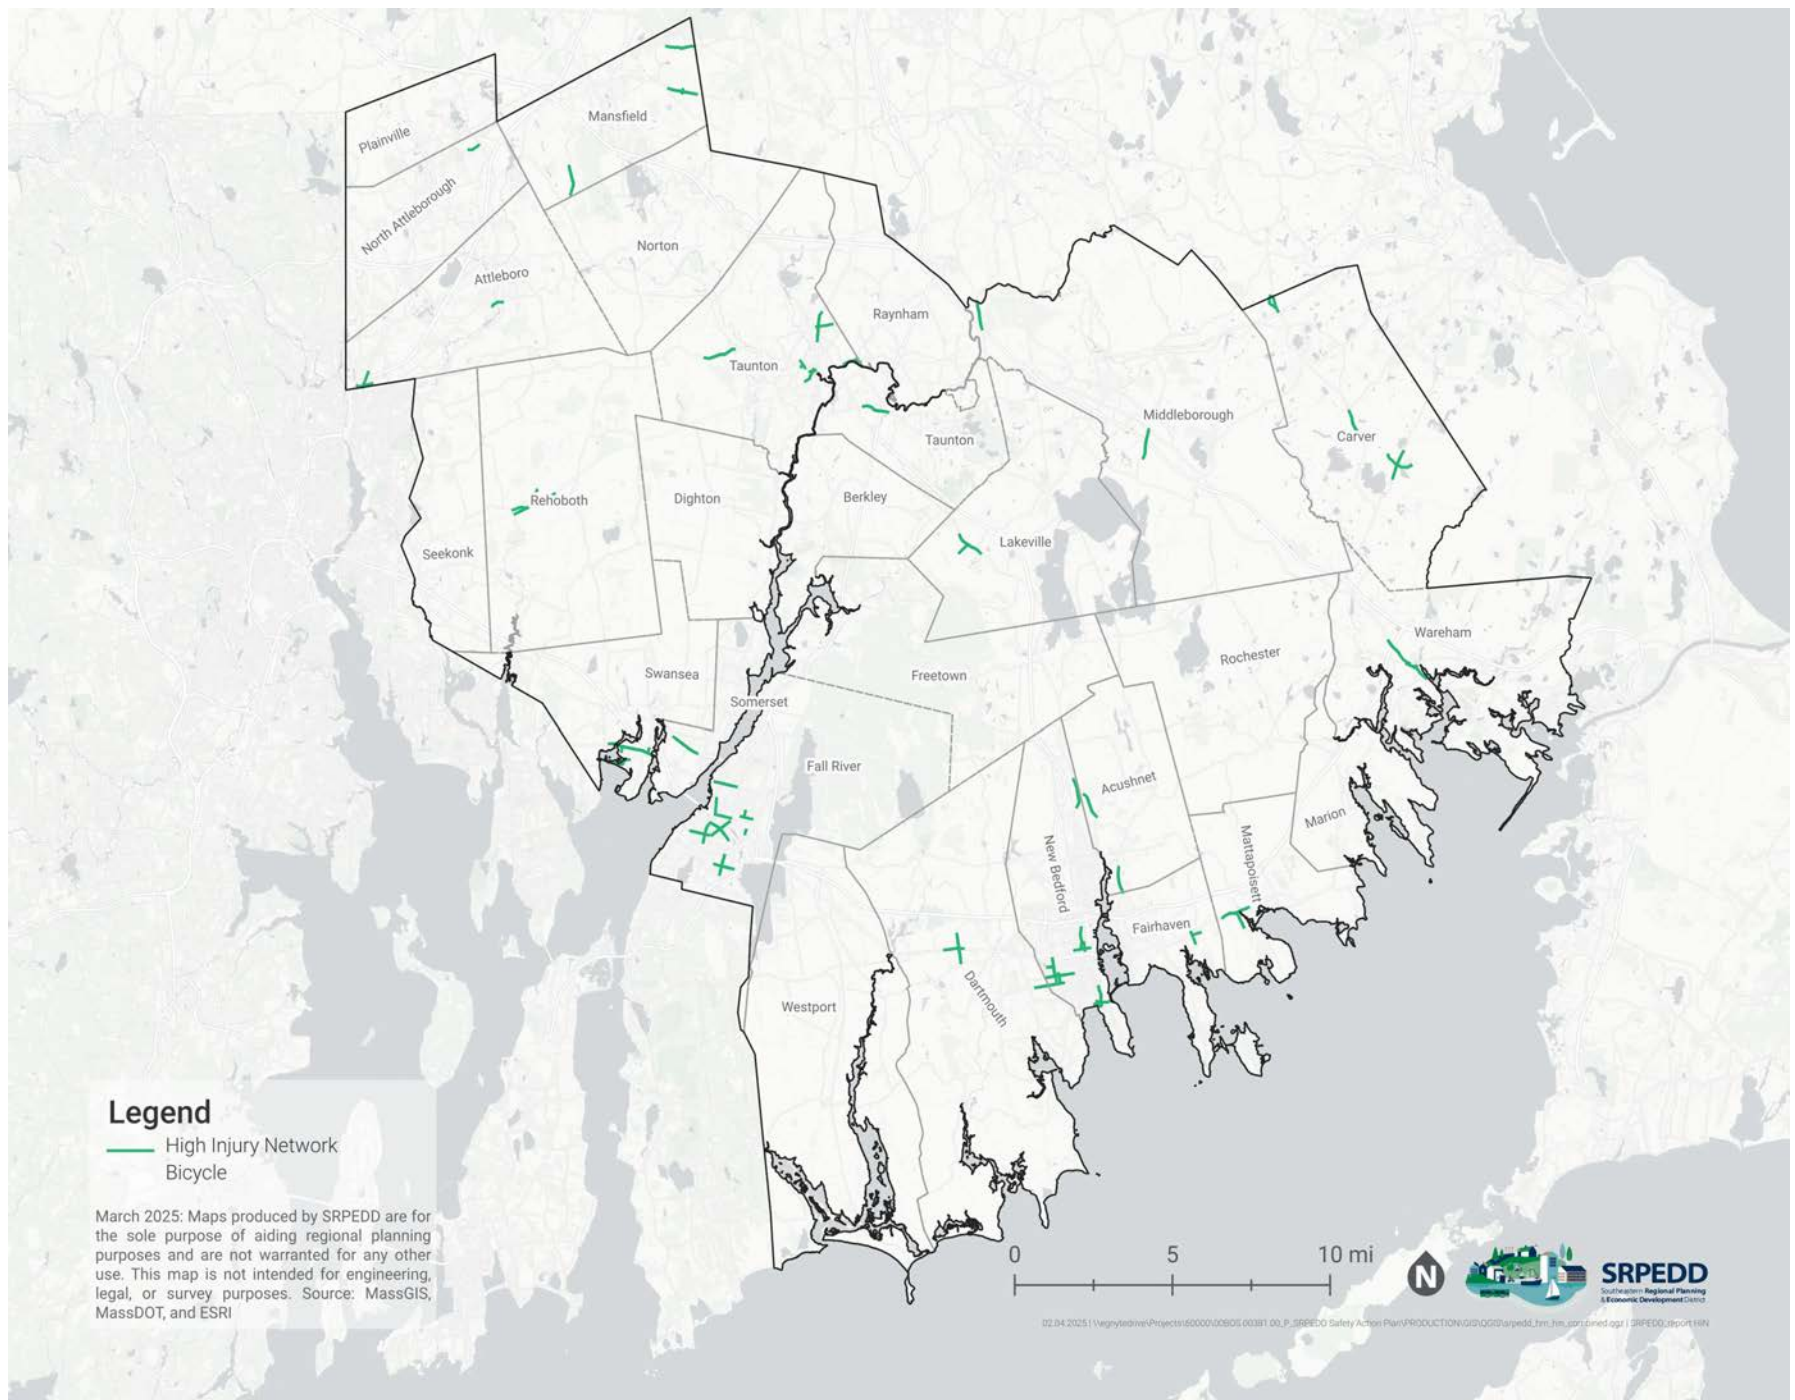 Mansfield
Plainville
North Attleborough
Norton
Attleboro
Raynham
Taunton
Middleborough
Carver
Taunton
Rehoboth
Dighton
Berkley
Lakeville
Seekonk
Wareham
Rochester
Swansea
Freetown
Somerset
Fall River
Acushnet
Marion
New Bedford
Mattapoisett
Fairhaven
Dartmouth
Westport
Legend
High Injury Network
Bicycle
March 2025: Maps produced by SRPEDD are for
the sole purpose of aiding regional planning
purposes and are not warranted for any other
use. This map is not intended for engineering,
legal, or survey purposes. Source: MassGIS,
MassDOT, and ESRI
0 5 10 mi
N
SRPEDD
Southeastern Regional Planning
& Economic Development District